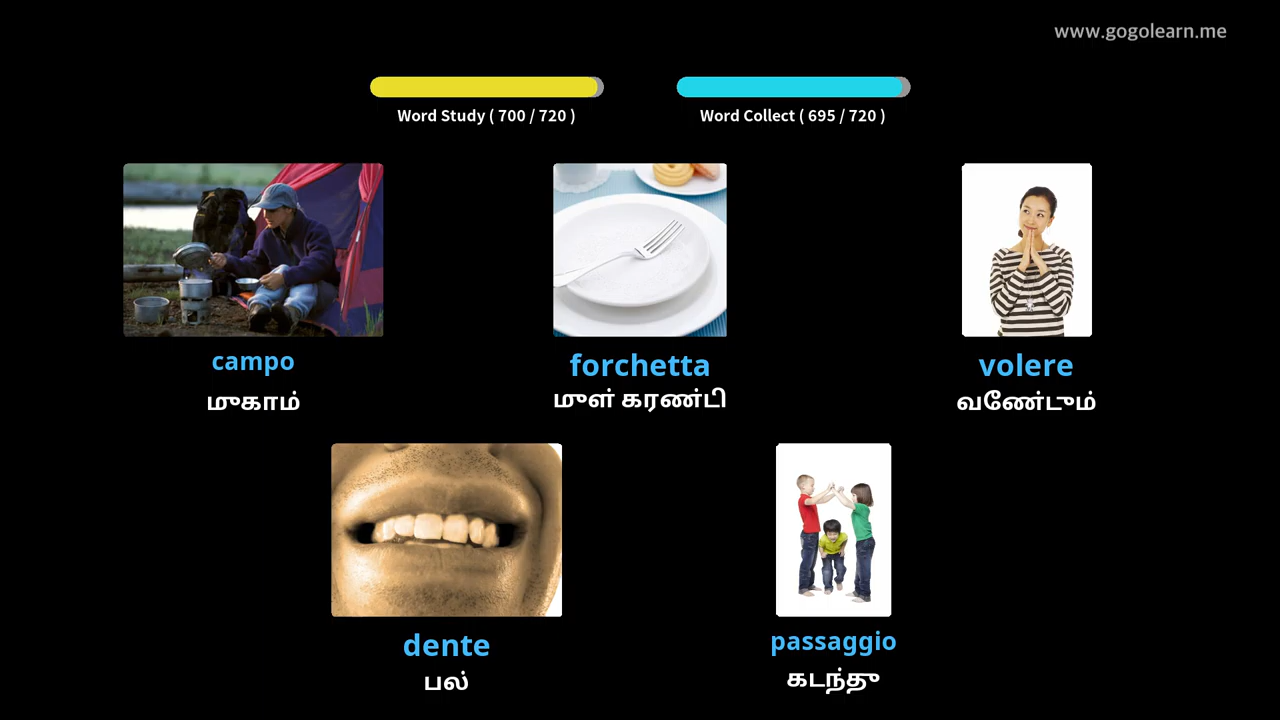 www.gogolearn.me
Word Study ( 700 / 720 )
Word Collect ( 695 / 720 )
campo
forchetta
volere
முகாம்
முள் கரண்டி
வேண்டும்
dente
passaggio
பல்
கடந்து